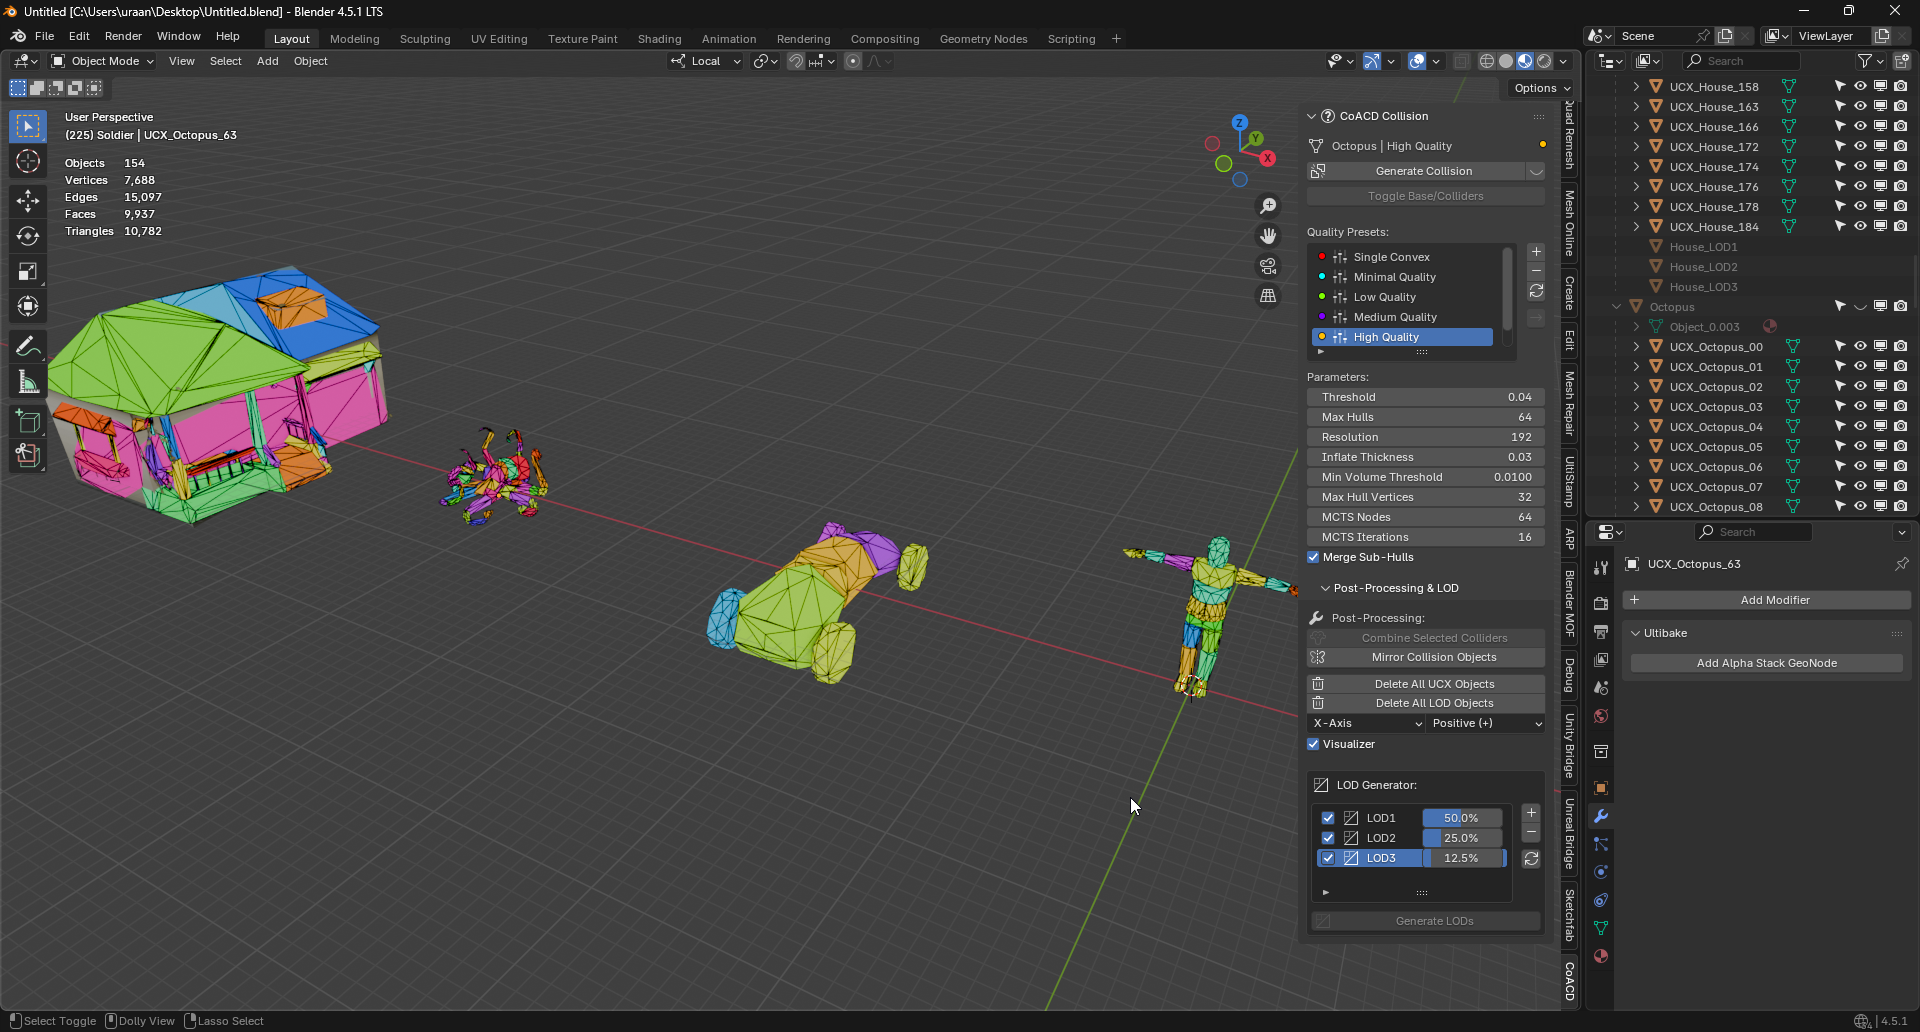 Untitled [C:\Users\uraan\Desktop\Untitled.blend] - Blender 4.5.1 LTS
File Edit Render Window Help
Layout Modeling Sculpting UV Editing Texture Paint Shading Animation Rendering Compositing Geometry Nodes Scripting
Scene
ViewLayer
Object Mode View Select Add Object
Local
Options
User Perspective
(225) Soldier | UCX_Octopus_63
Objects 154
Vertices 7,688
Edges 15,097
Faces 9,937
Triangles 10,782
Z
Y
X
CoACD Collision
Octopus | High Quality
Generate Collision
Toggle Base/Colliders
Quality Presets:
Single Convex
Minimal Quality
Low Quality
Medium Quality
High Quality
Parameters:
Threshold 0.04
Max Hulls 64
Resolution 192
Inflate Thickness 0.03
Min Volume Threshold 0.0100
Max Hull Vertices 32
MCTS Nodes 64
MCTS Iterations 16
Merge Sub-Hulls
Post-Processing & LOD
Post-Processing:
Combine Selected Colliders
Mirror Collision Objects
Delete All UCX Objects
Delete All LOD Objects
X-Axis Positive (+)
Visualizer
LOD Generator:
LOD1 50.0%
LOD2 25.0%
LOD3 12.5%
Generate LODs
Quad Remesh
Mesh Online
Create
Edit
Mesh Repair
UltiStamp
ARP
Blender MOF
Debug
Unity Bridge
Unreal Bridge
Sketchfab
CoACD
Search
UCX_House_158
UCX_House_163
UCX_House_166
UCX_House_172
UCX_House_174
UCX_House_176
UCX_House_178
UCX_House_184
House_LOD1
House_LOD2
House_LOD3
Octopus
Object_0.003
UCX_Octopus_00
UCX_Octopus_01
UCX_Octopus_02
UCX_Octopus_03
UCX_Octopus_04
UCX_Octopus_05
UCX_Octopus_06
UCX_Octopus_07
UCX_Octopus_08
Search
UCX_Octopus_63
Add Modifier
Ultibake
Add Alpha Stack GeoNode
Select Toggle Dolly View Lasso Select
4.5.1